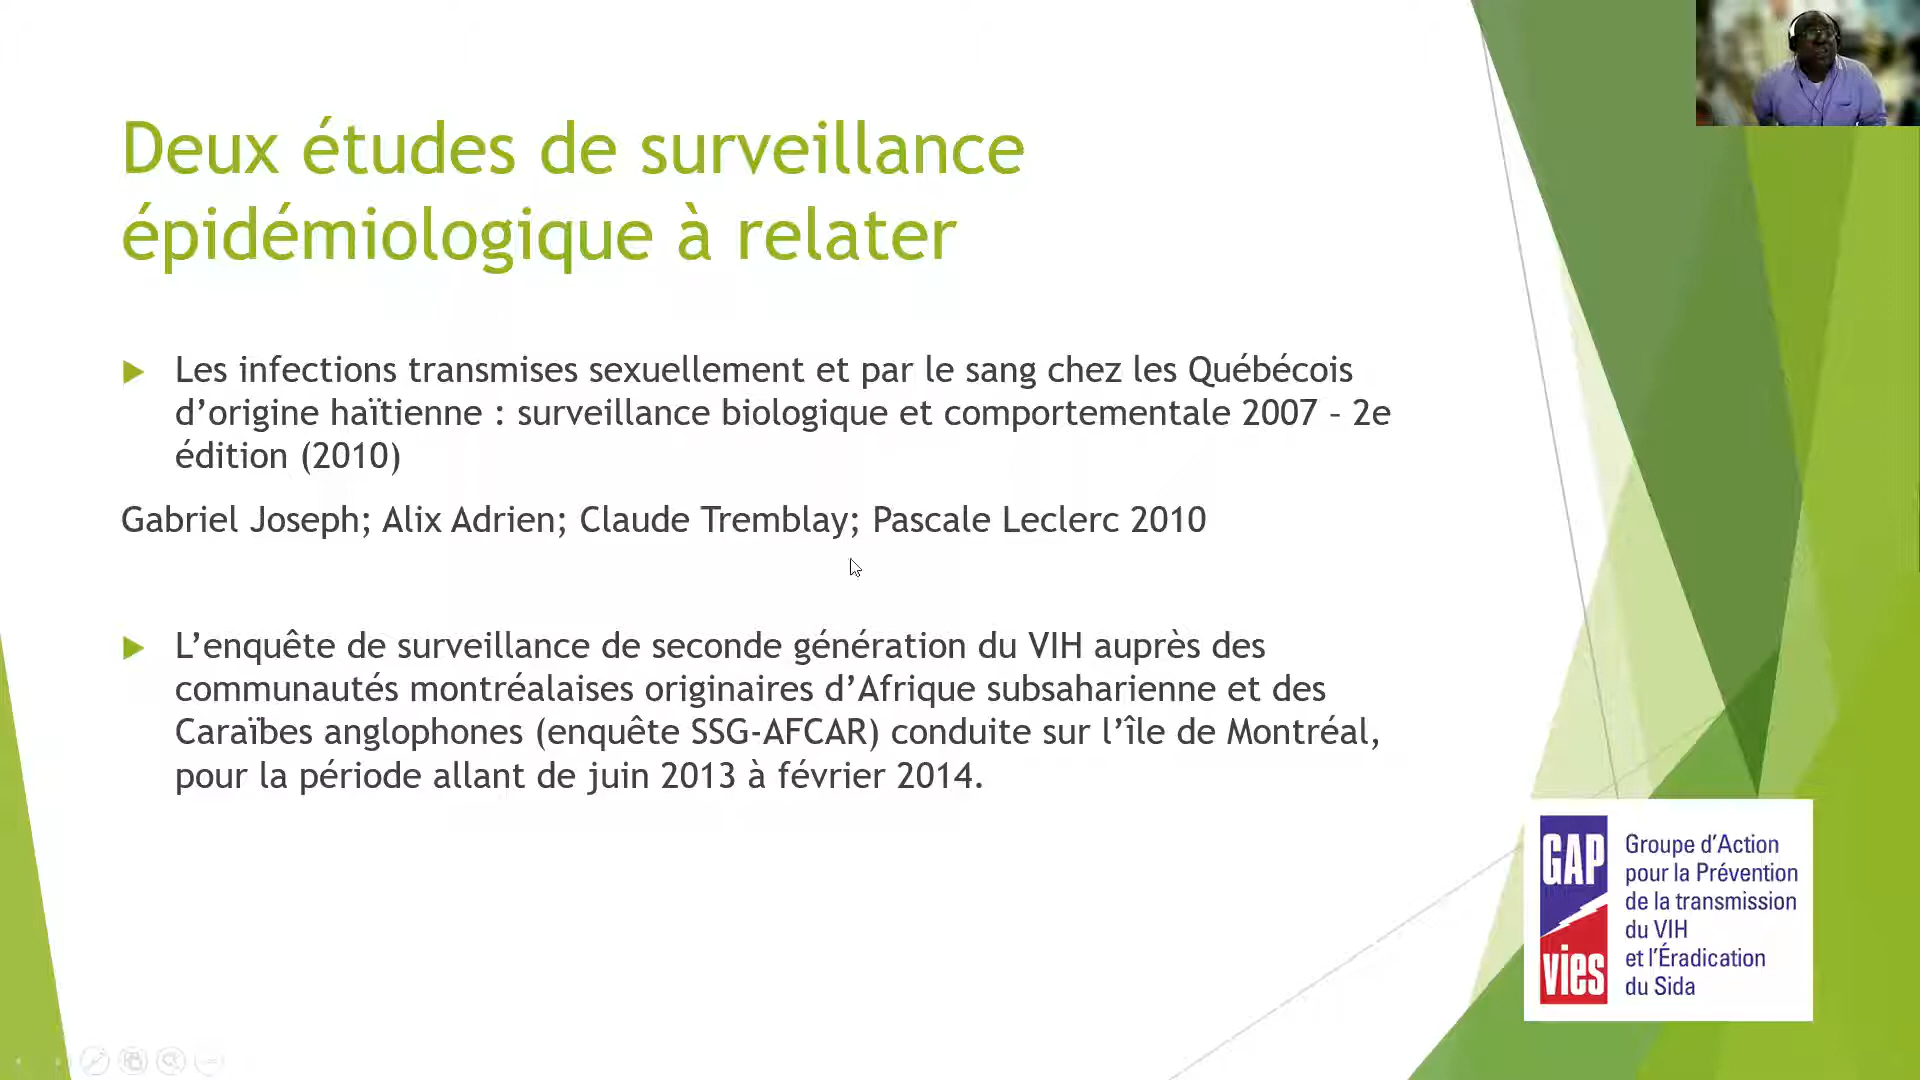 Deux études de surveillance
épidémiologique à relater
Les infections transmises sexuellement et par le sang chez les Québécois
d’origine haïtienne : surveillance biologique et comportementale 2007 – 2e
édition (2010)
Gabriel Joseph; Alix Adrien; Claude Tremblay; Pascale Leclerc 2010
L’enquête de surveillance de seconde génération du VIH auprès des
communautés montréalaises originaires d’Afrique subsaharienne et des
Caraïbes anglophones (enquête SSG-AFCAR) conduite sur l’île de Montréal,
pour la période allant de juin 2013 à février 2014.
GAP
vies
Groupe d’Action
pour la Prévention
de la transmission
du VIH
et l’Éradication
du Sida